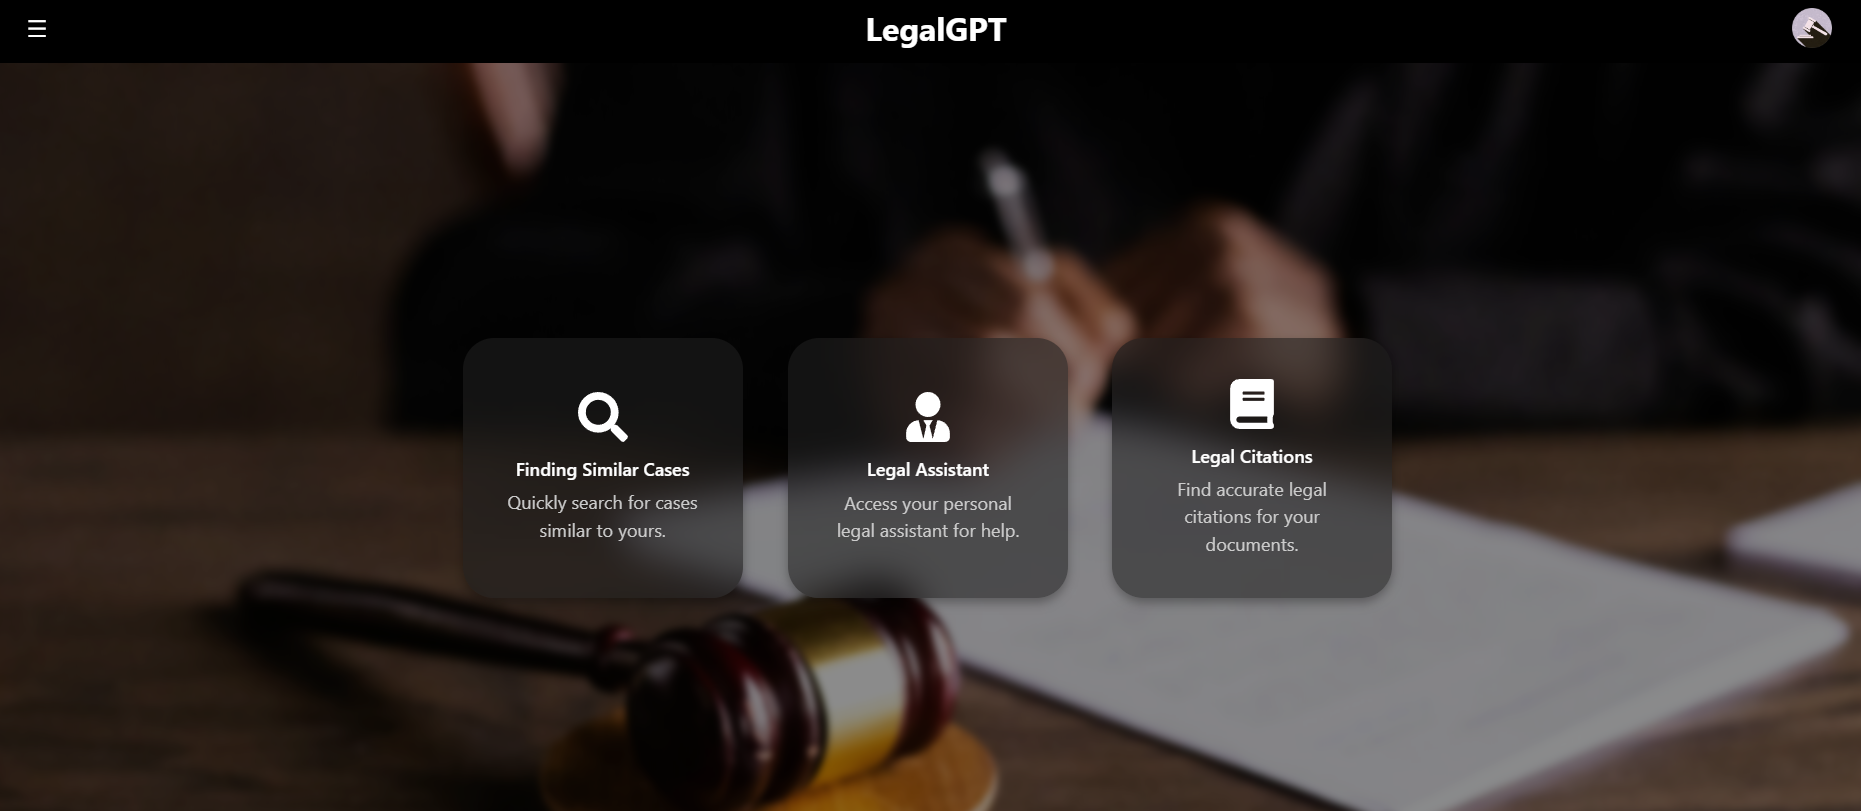 LegalGPT
Finding Similar Cases
Quickly search for cases
similar to yours.
Legal Assistant
Access your personal
legal assistant for help.
Legal Citations
Find accurate legal
citations for your
documents.